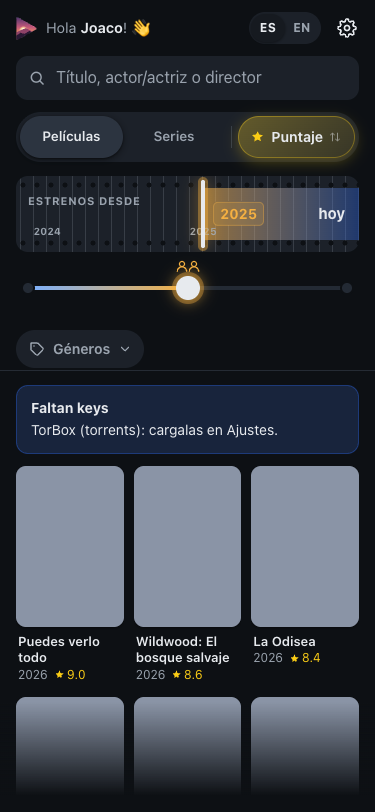 Hola Joaco! 👋
ES EN
Título, actor/actriz o director
Películas
Series
Puntaje
ESTRENOS DESDE
2024
2025
2025
hoy
Géneros
Faltan keys
TorBox (torrents): cargalas en Ajustes.
Puedes verlo todo
2026 ★ 9.0
Wildwood: El bosque salvaje
2026 ★ 8.6
La Odisea
2026 ★ 8.4